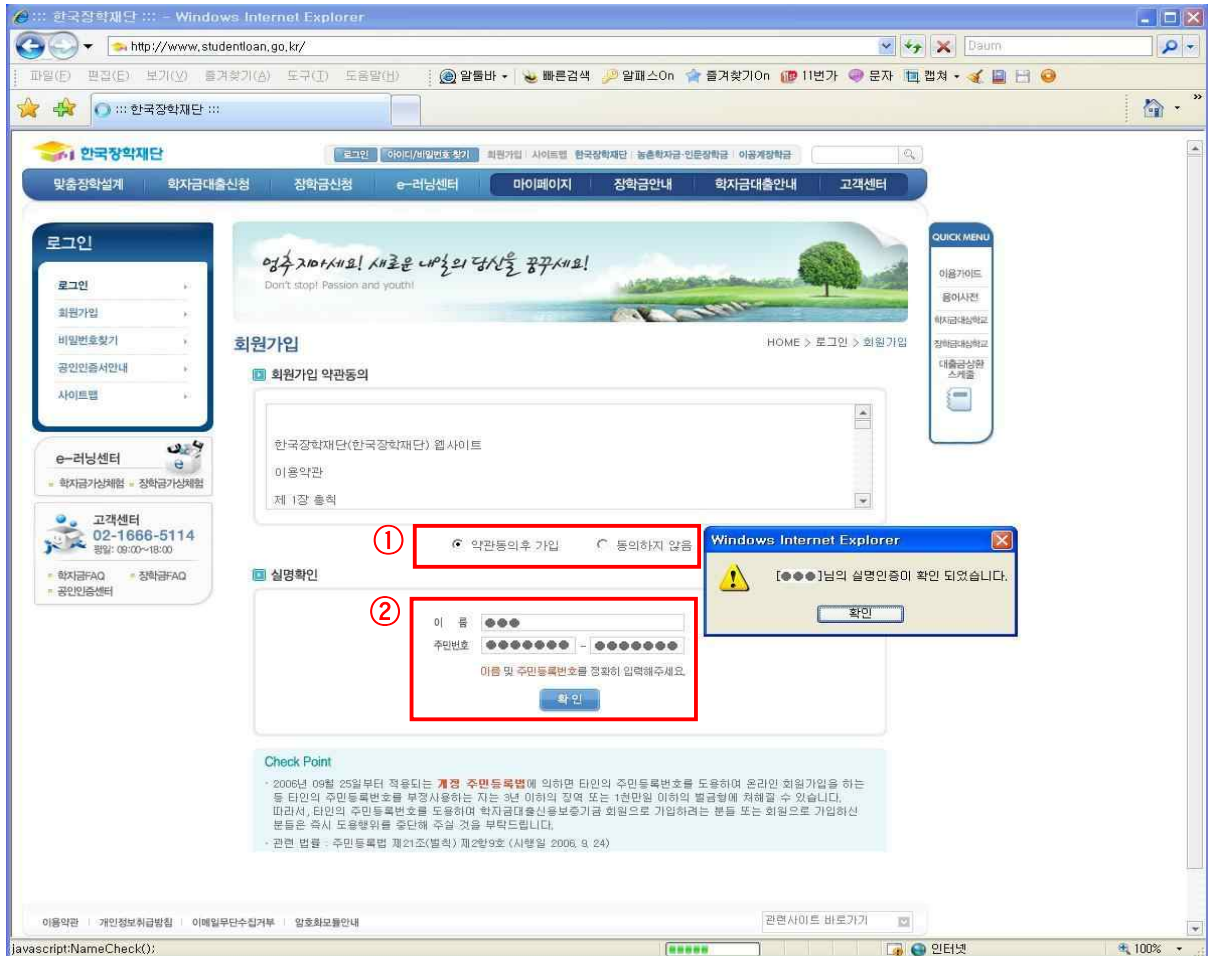 ::: 한국장학재단 ::: - Windows Internet Explorer
http://www.studentloan.go.kr/
Daum
파일(F) 편집(E) 보기(V) 즐겨찾기(A) 도구(T) 도움말(H)
알툴바 빠른검색 알패스On 즐겨찾기On 11번가 문자 캡쳐
::: 한국장학재단 :::
한국장학재단
로그인 아이디/비밀번호 찾기 회원가입 사이트맵 한국장학재단 농촌학자금·인문장학금 이공계장학금
맞춤장학설계 학자금대출신청 장학금신청 e-러닝센터 마이페이지 장학금안내 학자금대출안내 고객센터
로그인
로그인
회원가입
비밀번호찾기
공인인증서안내
사이트맵
e-러닝센터
학자금가상체험 장학금가상체험
고객센터
02-1666-5114
평일: 09:00~18:00
학자금FAQ 장학금FAQ
공인인증센터
멈추지마세요! 새로운 내일의 당신을 꿈꾸세요!
Don't stop! Passion and youth!
회원가입
HOME > 로그인 > 회원가입
회원가입 약관동의
한국장학재단(한국장학재단) 웹사이트
이용약관
제 1장 총칙
①
약관동의후 가입 동의하지 않음
실명확인
②
이 름 ●●●
주민번호 ●●●●●●● - ●●●●●●●
이름 및 주민등록번호를 정확히 입력해주세요.
확 인
Windows Internet Explorer
[●●●]님의 실명인증이 확인 되었습니다.
확인
Check Point
· 2006년 09월 25일부터 적용되는 개정 주민등록법에 의하면 타인의 주민등록번호를 도용하여 온라인 회원가입을 하는
등 타인의 주민등록번호를 부정사용하는 자는 3년 이하의 징역 또는 1천만원 이하의 벌금형에 처해질 수 있습니다.
따라서, 타인의 주민등록번호를 도용하여 학자금대출신용보증기금 회원으로 가입하려는 분들 또는 회원으로 가입하신
분들은 즉시 도용행위를 중단해 주실 것을 부탁드립니다.
· 관련 법률 : 주민등록법 제21조(벌칙) 제2항9호 (시행일 2006. 9. 24)
QUICK MENU
이용가이드
용어사전
학자금대상학교
장학금대상학교
대출금상환
스케줄
이용약관 개인정보취급방침 이메일무단수집거부 암호화모듈안내
관련사이트 바로가기
javascript:NameCheck();
인터넷
100%